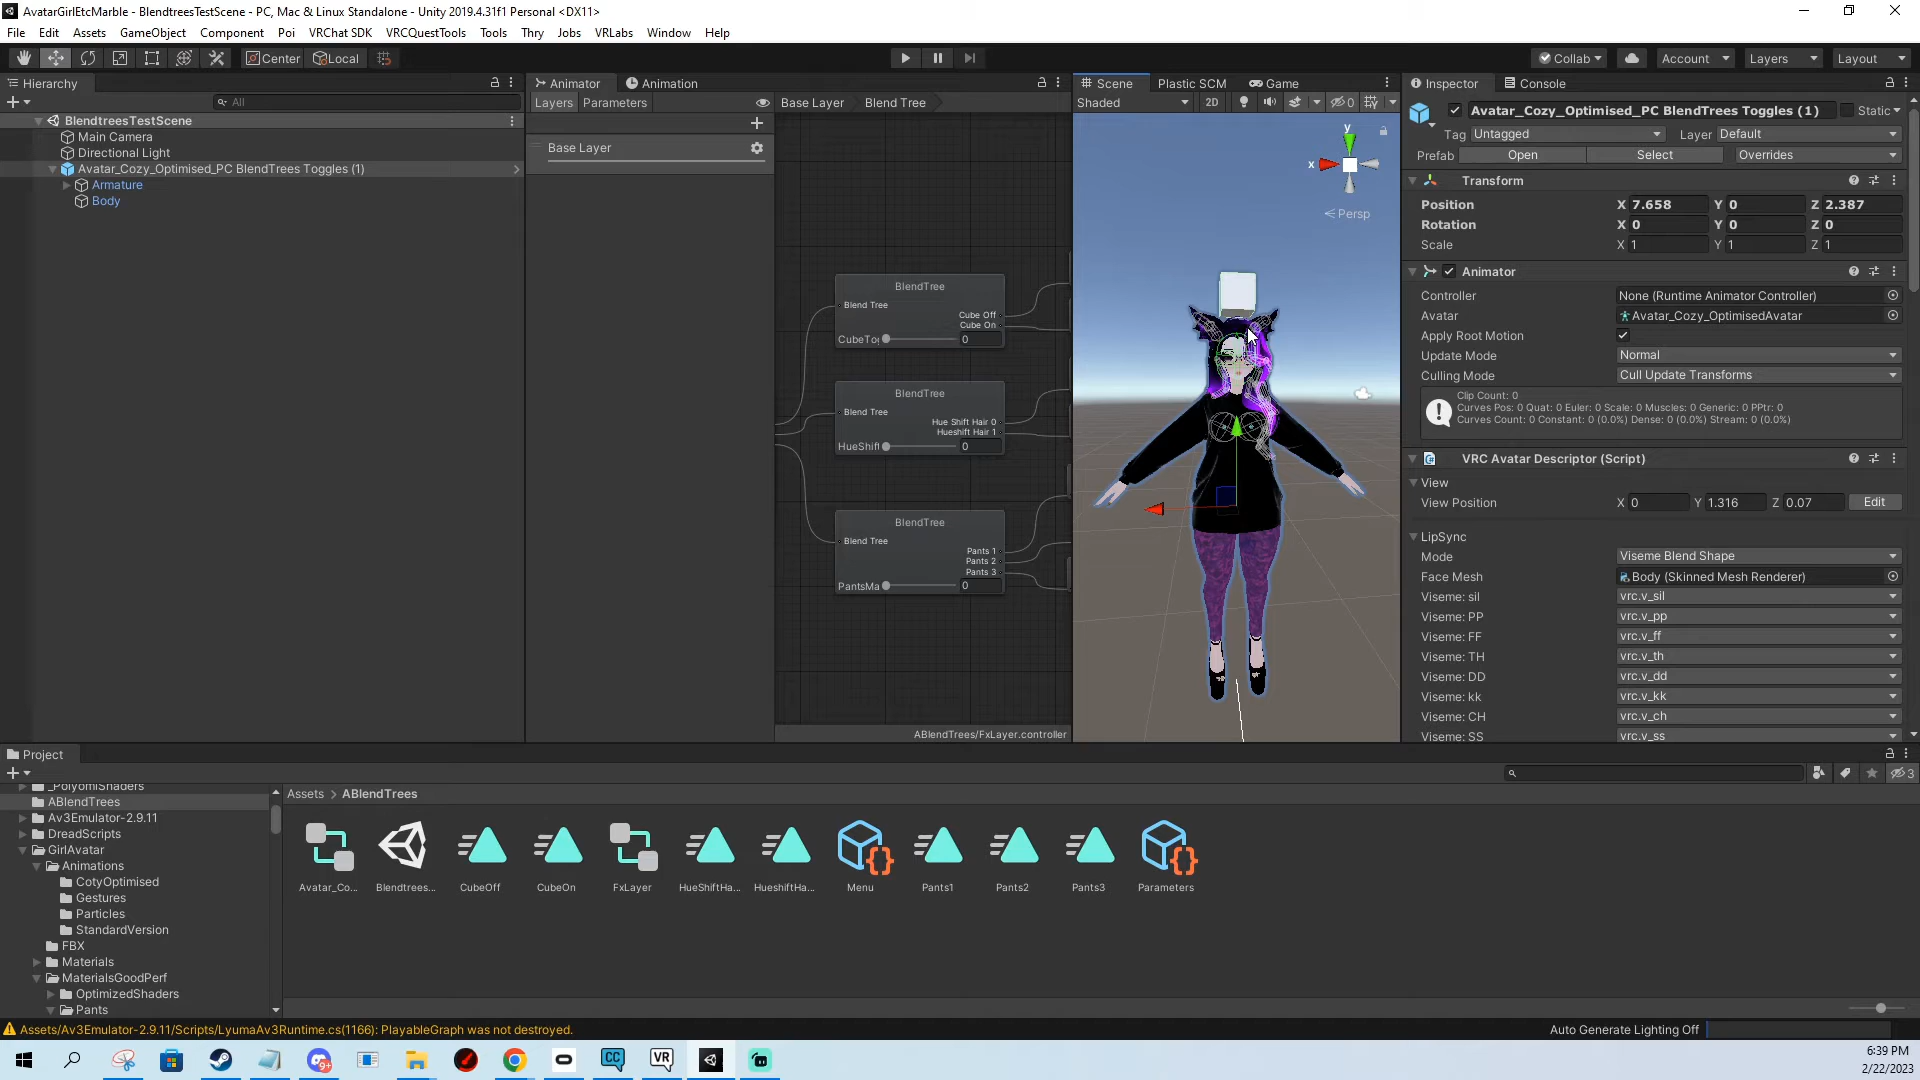 AvatarGirlEtcMarble - BlendtreesTestScene - PC, Mac & Linux Standalone - Unity 2019.4.31f1 Personal <DX11>
File Edit Assets GameObject Component Poi VRChat SDK VRCQuestTools Tools Thry Jobs VRLabs Window Help
Center Local Collab Account Layers Layout
Hierarchy
All
BlendtreesTestScene
Main Camera
Directional Light
Avatar_Cozy_Optimised_PC BlendTrees Toggles (1)
Armature
Body
Animator Animation
Layers Parameters Base Layer Blend Tree
Base Layer
BlendTree
Blend Tree
Cube Off
Cube On
CubeTog 0
BlendTree
Blend Tree
Hue Shift Hair 0
Hueshift Hair 1
HueShift 0
BlendTree
Blend Tree
Pants 1
Pants 2
Pants 3
PantsMa 0
ABlendTrees/FxLayer.controller
Scene Plastic SCM Game
Shaded 2D 0
y
x
Persp
Inspector Console
Avatar_Cozy_Optimised_PC BlendTrees Toggles (1) Static
Tag Untagged Layer Default
Prefab Open Select Overrides
Transform
Position X 7.658 Y 0 Z 2.387
Rotation X 0 Y 0 Z 0
Scale X 1 Y 1 Z 1
Animator
Controller None (Runtime Animator Controller)
Avatar Avatar_Cozy_OptimisedAvatar
Apply Root Motion
Update Mode Normal
Culling Mode Cull Update Transforms
Clip Count: 0
Curves Pos: 0 Quat: 0 Euler: 0 Scale: 0 Muscles: 0 Generic: 0 PPtr: 0
Curves Count: 0 Constant: 0 (0.0%) Dense: 0 (0.0%) Stream: 0 (0.0%)
VRC Avatar Descriptor (Script)
View
View Position X 0 Y 1.316 Z 0.07 Edit
LipSync
Mode Viseme Blend Shape
Face Mesh Body (Skinned Mesh Renderer)
Viseme: sil vrc.v_sil
Viseme: PP vrc.v_pp
Viseme: FF vrc.v_ff
Viseme: TH vrc.v_th
Viseme: DD vrc.v_dd
Viseme: kk vrc.v_kk
Viseme: CH vrc.v_ch
Viseme: SS vrc.v_ss
Project
3
_PolyomiShaders
ABlendTrees
Av3Emulator-2.9.11
DreadScripts
GirlAvatar
Animations
CotyOptimised
Gestures
Particles
StandardVersion
FBX
Materials
MaterialsGoodPerf
OptimizedShaders
Pants
Assets > ABlendTrees
Avatar_Co... Blendtrees... CubeOff CubeOn FxLayer HueShiftHa... HueshiftHa... Menu Pants1 Pants2 Pants3 Parameters
Assets/Av3Emulator-2.9.11/Scripts/LyumaAv3Runtime.cs(1166): PlayableGraph was not destroyed.
Auto Generate Lighting Off
9+
CC
VR
6:39 PM
2/22/2023